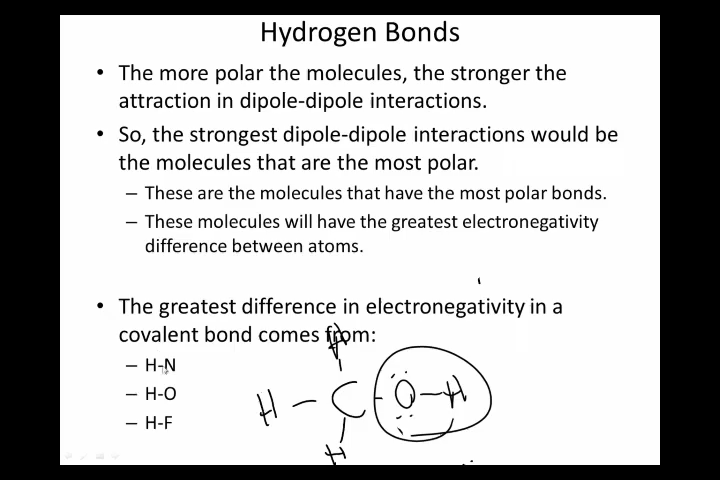 Hydrogen Bonds
• The more polar the molecules, the stronger the
attraction in dipole-dipole interactions.
• So, the strongest dipole-dipole interactions would be
the molecules that are the most polar.
– These are the molecules that have the most polar bonds.
– These molecules will have the greatest electronegativity
difference between atoms.
• The greatest difference in electronegativity in a
covalent bond comes from:
H
– H-N
– H-O
H – C – O – H
– H-F
H